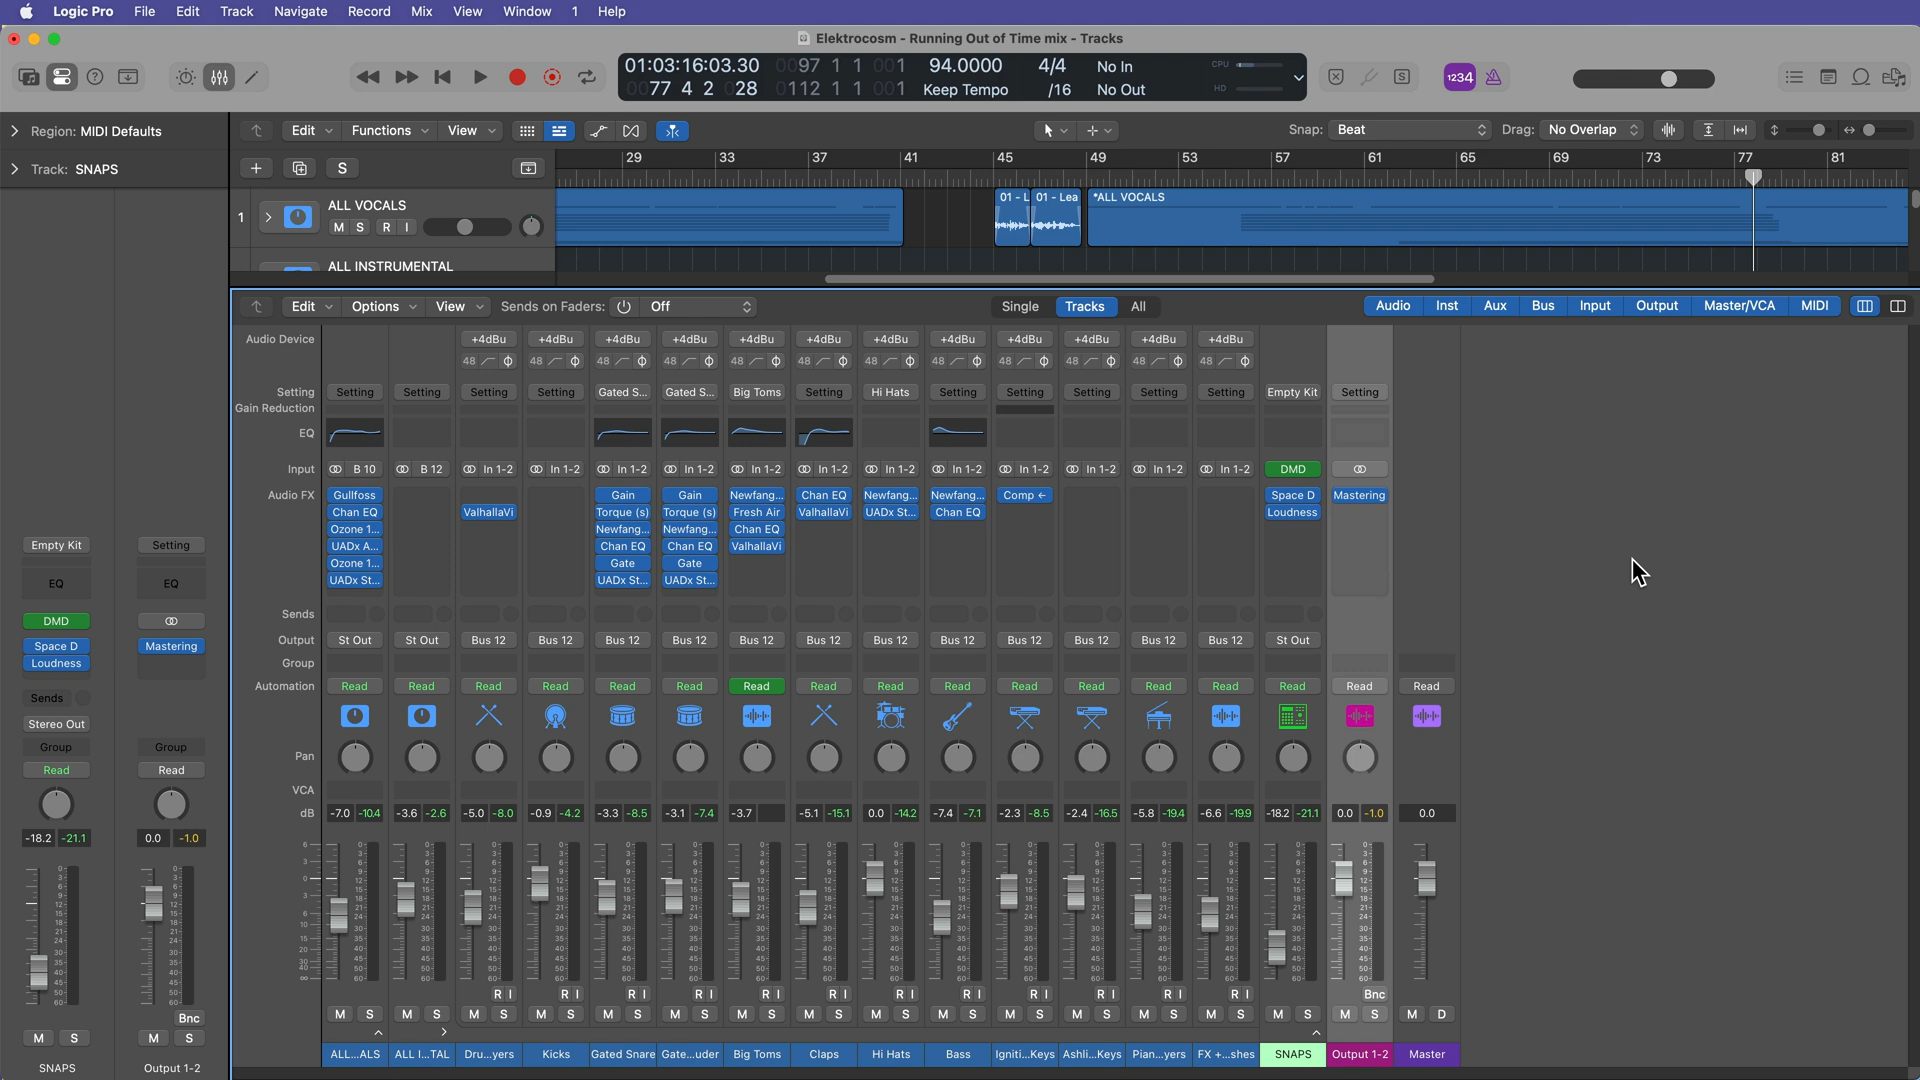 Logic Pro File Edit Track Navigate Record Mix View Window 1 Help
Elektrocosm - Running Out of Time mix - Tracks
01:03:16:03.30 0097 1 1 001 94.0000 4/4 No In CPU
0077 4 2 028 0112 1 1 001 Keep Tempo /16 No Out HD
1234
Region: MIDI Defaults
Edit Functions View
Snap: Beat Drag: No Overlap
Track: SNAPS
S
29 33 37 41 45 49 53 57 61 65 69 73 77 81
1 ALL VOCALS
M S R I
01 - L 01 - Lea *ALL VOCALS
ALL INSTRUMENTAL
Edit Options View Sends on Faders: Off Single Tracks All Audio Inst Aux Bus Input Output Master/VCA MIDI
Audio Device +4dBu +4dBu +4dBu +4dBu +4dBu +4dBu +4dBu +4dBu +4dBu +4dBu +4dBu +4dBu
48 48 48 48 48 48 48 48 48 48 48 48
Setting Setting Setting Setting Setting Gated S... Gated S... Big Toms Setting Hi Hats Setting Setting Setting Setting Setting Empty Kit Setting
Gain Reduction
EQ
Input B 10 B 12 In 1-2 In 1-2 In 1-2 In 1-2 In 1-2 In 1-2 In 1-2 In 1-2 In 1-2 In 1-2 In 1-2 In 1-2 DMD
Audio FX Gullfoss Gain Gain Newfang... Chan EQ Newfang... Newfang... Comp Space D Mastering
Chan EQ ValhallaVi Torque (s) Torque (s) Fresh Air ValhallaVi UADx St... Chan EQ Loudness
Ozone 1... Newfang... Newfang... Chan EQ
UADx A... Chan EQ Chan EQ ValhallaVi
Ozone 1... Gate Gate
UADx St... UADx St... UADx St...
Sends
Output St Out St Out Bus 12 Bus 12 Bus 12 Bus 12 Bus 12 Bus 12 Bus 12 Bus 12 Bus 12 Bus 12 Bus 12 Bus 12 St Out
Group
Automation Read Read Read Read Read Read Read Read Read Read Read Read Read Read Read Read Read
Pan
VCA
dB -7.0 -10.4 -3.6 -2.6 -5.0 -8.0 -0.9 -4.2 -3.3 -8.5 -3.1 -7.4 -3.7 -5.1 -15.1 0.0 -14.2 -7.4 -7.1 -2.3 -8.5 -2.4 -16.5 -5.8 -19.4 -6.6 -19.9 -18.2 -21.1 0.0 -1.0 0.0
R I R I R I R I R I R I R I R I R I R I R I R I Bnc
M S M S M S M S M S M S M S M S M S M S M S M S M S M S M S M S M D
ALL...ALS ALL I...TAL Dru...yers Kicks Gated Snare Gate...uder Big Toms Claps Hi Hats Bass Igniti...Keys Ashli...Keys Pian...yers FX +...shes SNAPS Output 1-2 Master
Empty Kit Setting
EQ EQ
DMD
Space D Mastering
Loudness
Sends
Stereo Out
Group Group
Read Read
-18.2 -21.1 0.0 -1.0
Bnc
M S M S
SNAPS Output 1-2